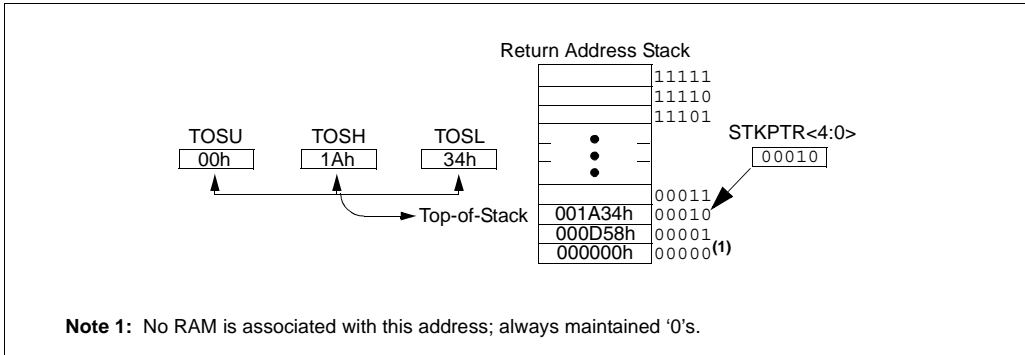 Return Address Stack
11111
11110
11101
TOSU TOSH TOSL
00h 1Ah 34h
STKPTR<4:0>
00010
00011
Top-of-Stack 001A34h 00010
000D58h 00001
000000h 00000(1)
Note 1: No RAM is associated with this address; always maintained ‘0’s.